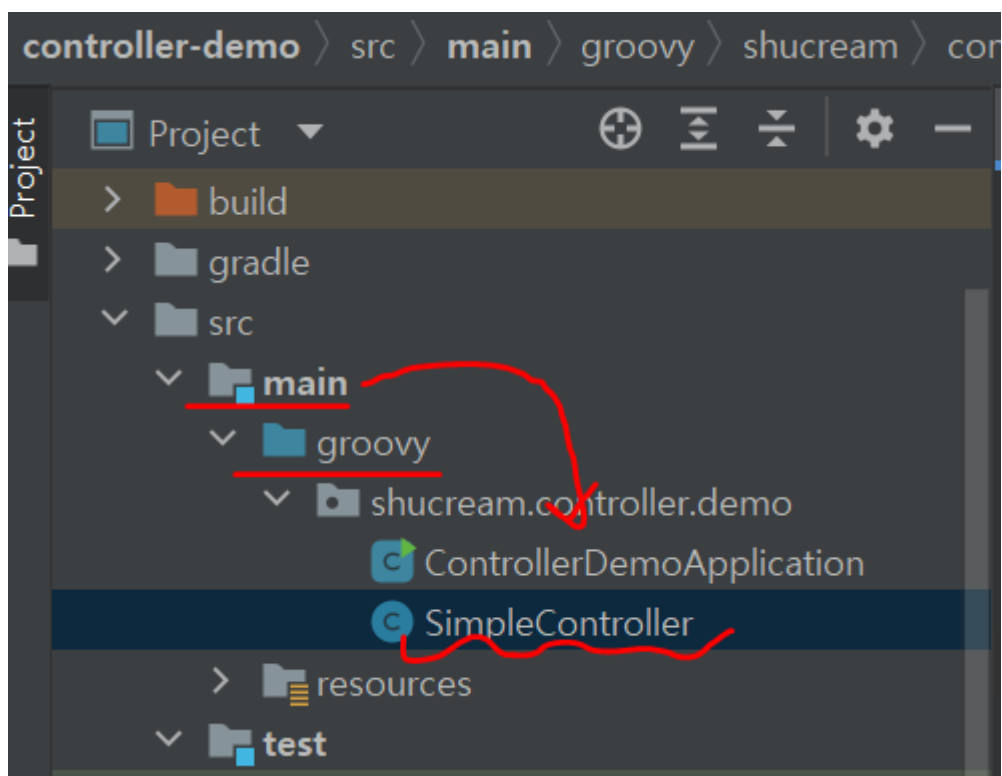 controller-demo 〉 src 〉 main 〉 groovy 〉 shucream 〉 cor
Project
Project
build
gradle
src
main
groovy
shucream.controller.demo
ControllerDemoApplication
SimpleController
resources
test